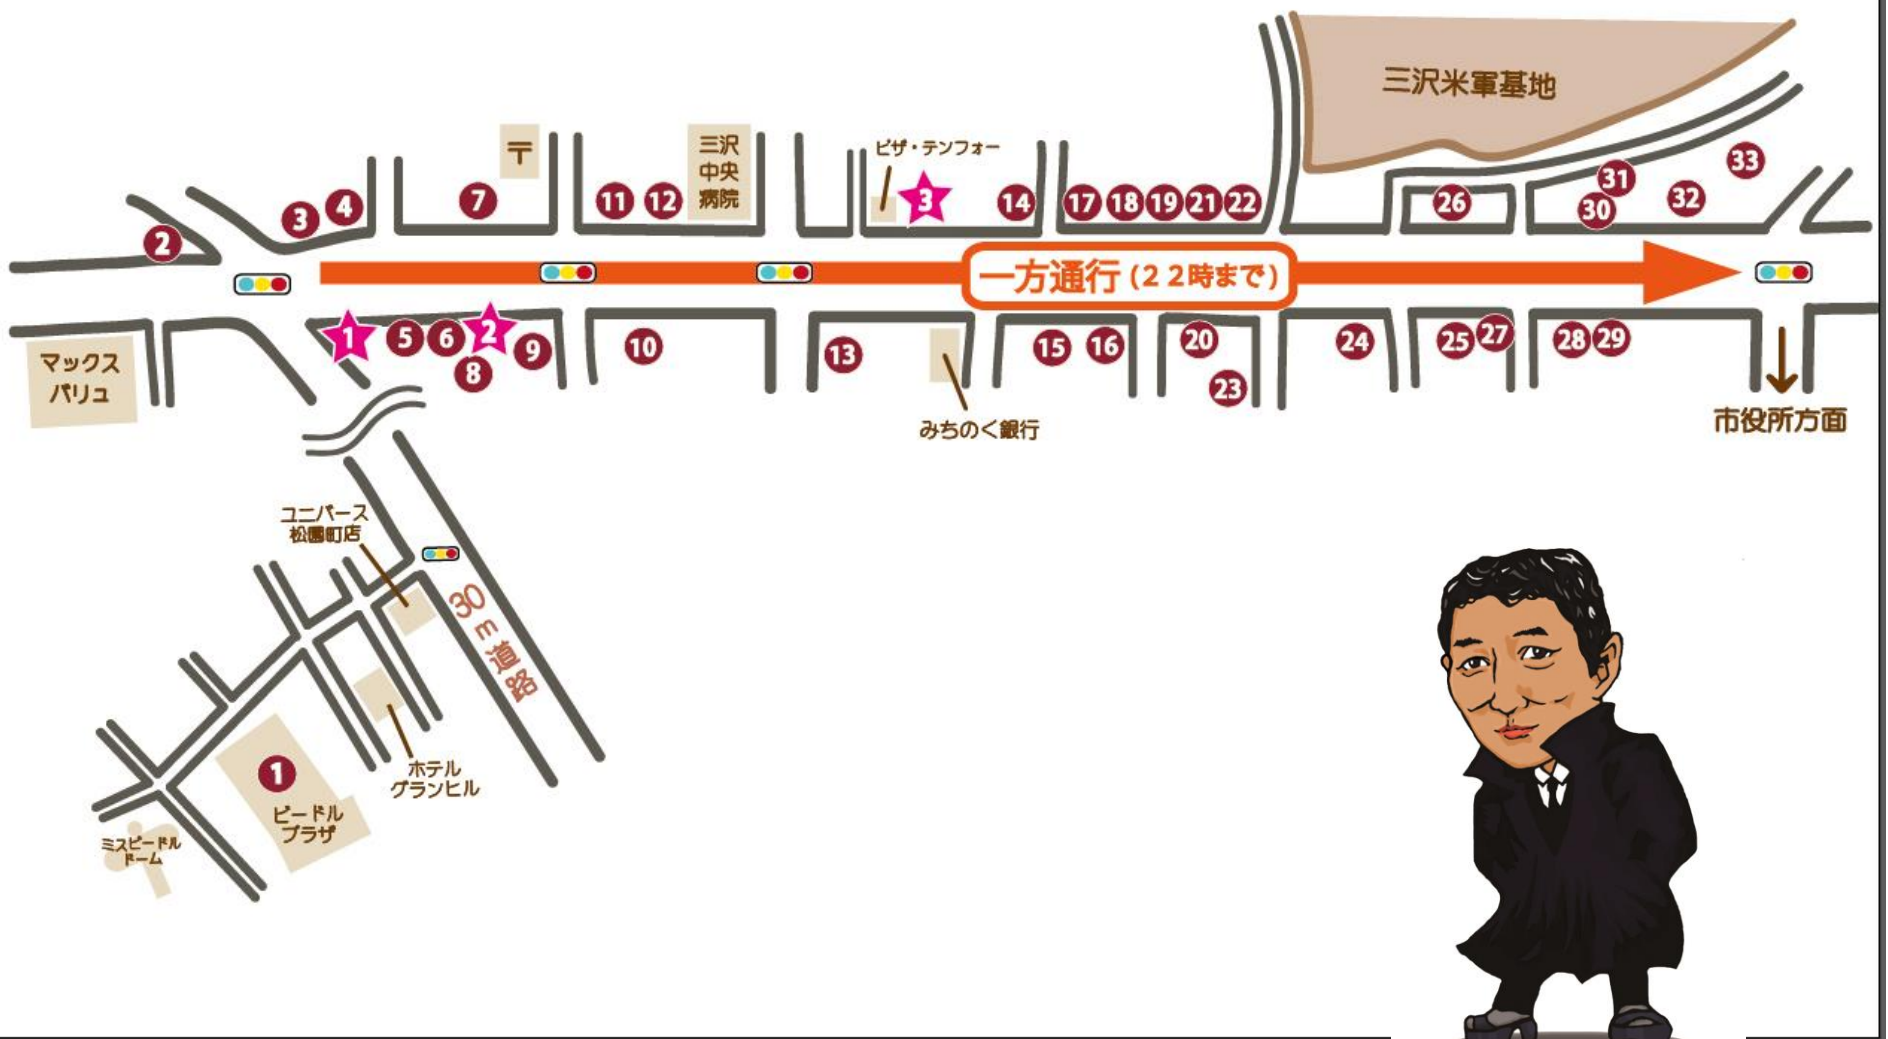 三沢米軍基地
〒
三沢
中央
病院
ピザ・テンフォー
2
3
4
7
11
12
3
14
17
18
19
21
22
26
31
30
32
33
一方通行(22時まで)
1
5
6
2
8
9
10
13
15
16
20
23
24
25
27
28
29
マックス
バリュ
みちのく銀行
市役所方面
ユニバース
松園町店
30m道路
ホテル
グランヒル
1
ビードル
プラザ
ミスビードル
ドーム